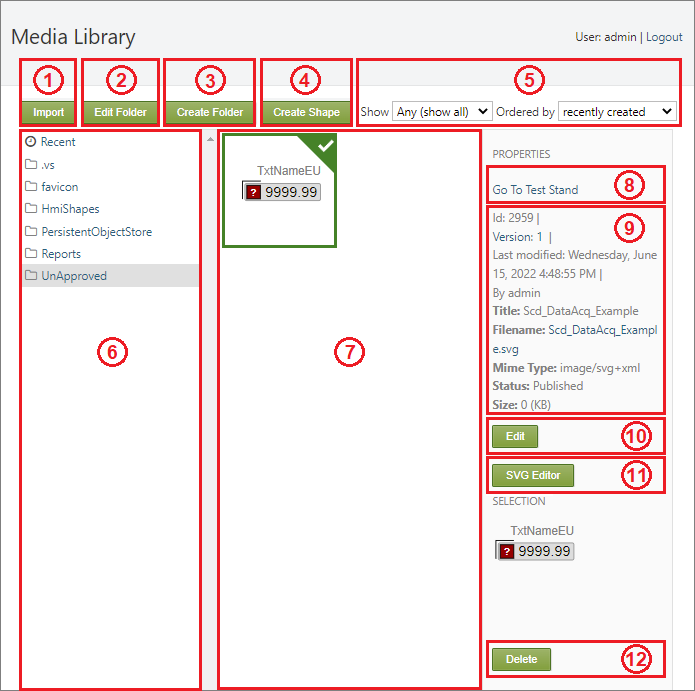 Media Library
User: admin | Logout
1 2 3 4 5
Import Edit Folder Create Folder Create Shape Show Any (show all) Ordered by recently created
Recent
.vs
favicon
HmiShapes
PersistentObjectStore
Reports
UnApproved
6
TxtNameEU
? 9999.99
7
PROPERTIES
Go To Test Stand 8
Id: 2959 | 9
Version: 1 |
Last modified: Wednesday, June
15, 2022 4:48:55 PM |
By admin
Title: Scd_DataAcq_Example
Filename: Scd_DataAcq_Exampl
e.svg
Mime Type: image/svg+xml
Status: Published
Size: 0 (KB)
Edit 10
SVG Editor 11
SELECTION
TxtNameEU
? 9999.99
Delete 12